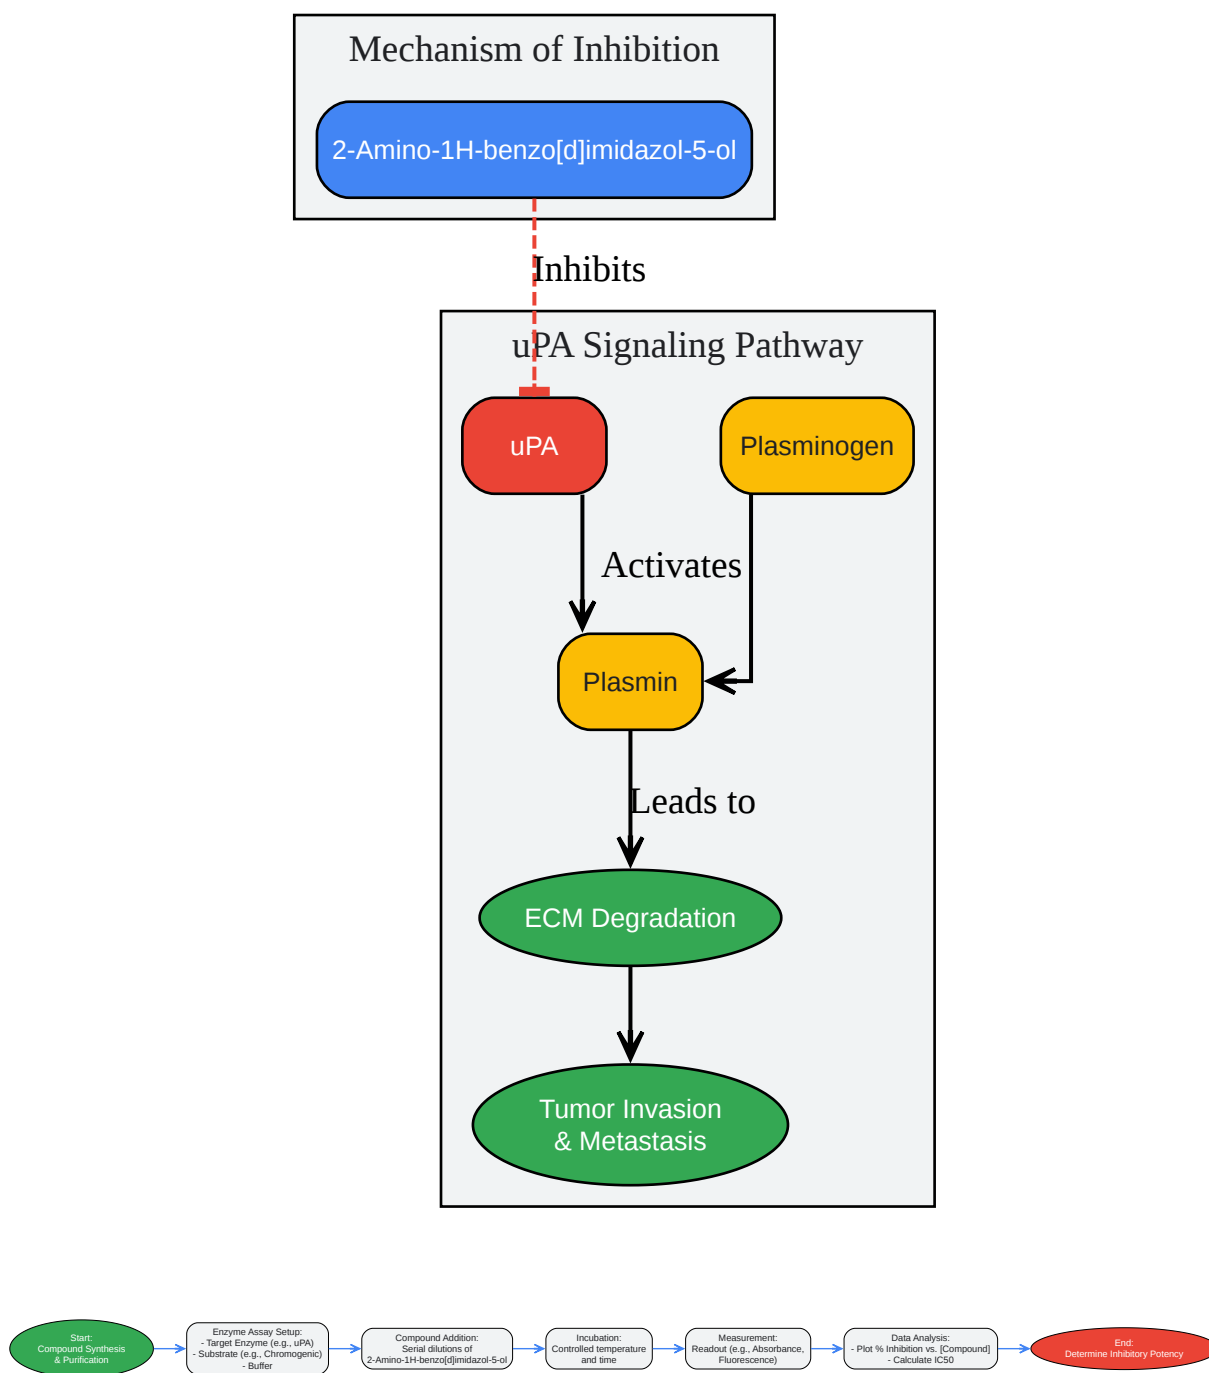 Mechanism of Inhibition
2-Amino-1H-benzo[d]imidazol-5-ol
Inhibits
uPA Signaling Pathway
uPA
Plasminogen
Activates
Plasmin
Leads to
ECM Degradation
Tumor Invasion
& Metastasis
Start:
Compound Synthesis
& Purification
Enzyme Assay Setup:
- Target Enzyme (e.g., uPA)
- Substrate (e.g., Chromogenic)
- Buffer
Compound Addition:
Serial dilutions of
2-Amino-1H-benzo[d]imidazol-5-ol
Incubation:
Controlled temperature
and time
Measurement:
Readout (e.g., Absorbance,
Fluorescence)
Data Analysis:
- Plot % Inhibition vs. [Compound]
- Calculate IC50
End:
Determine Inhibitory Potency